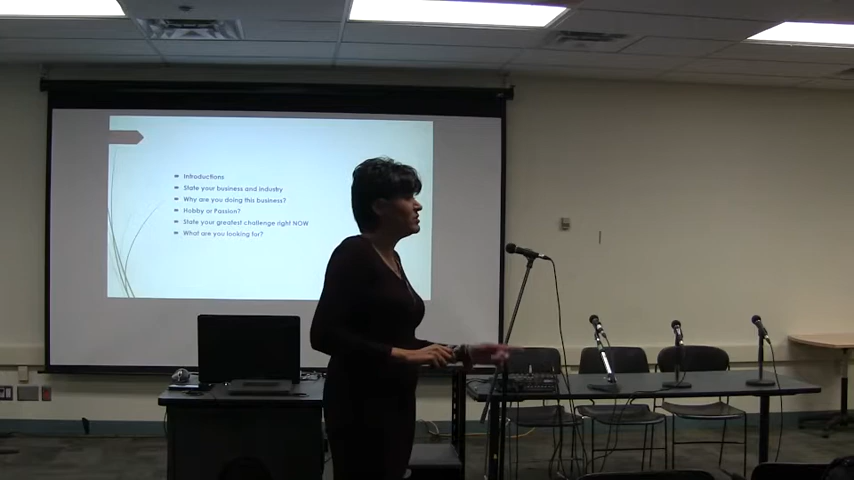 Introductions
State your business and industry
Why are you doing this business?
Hobby or Passion?
State your greatest challenge right NOW
What are you looking for?